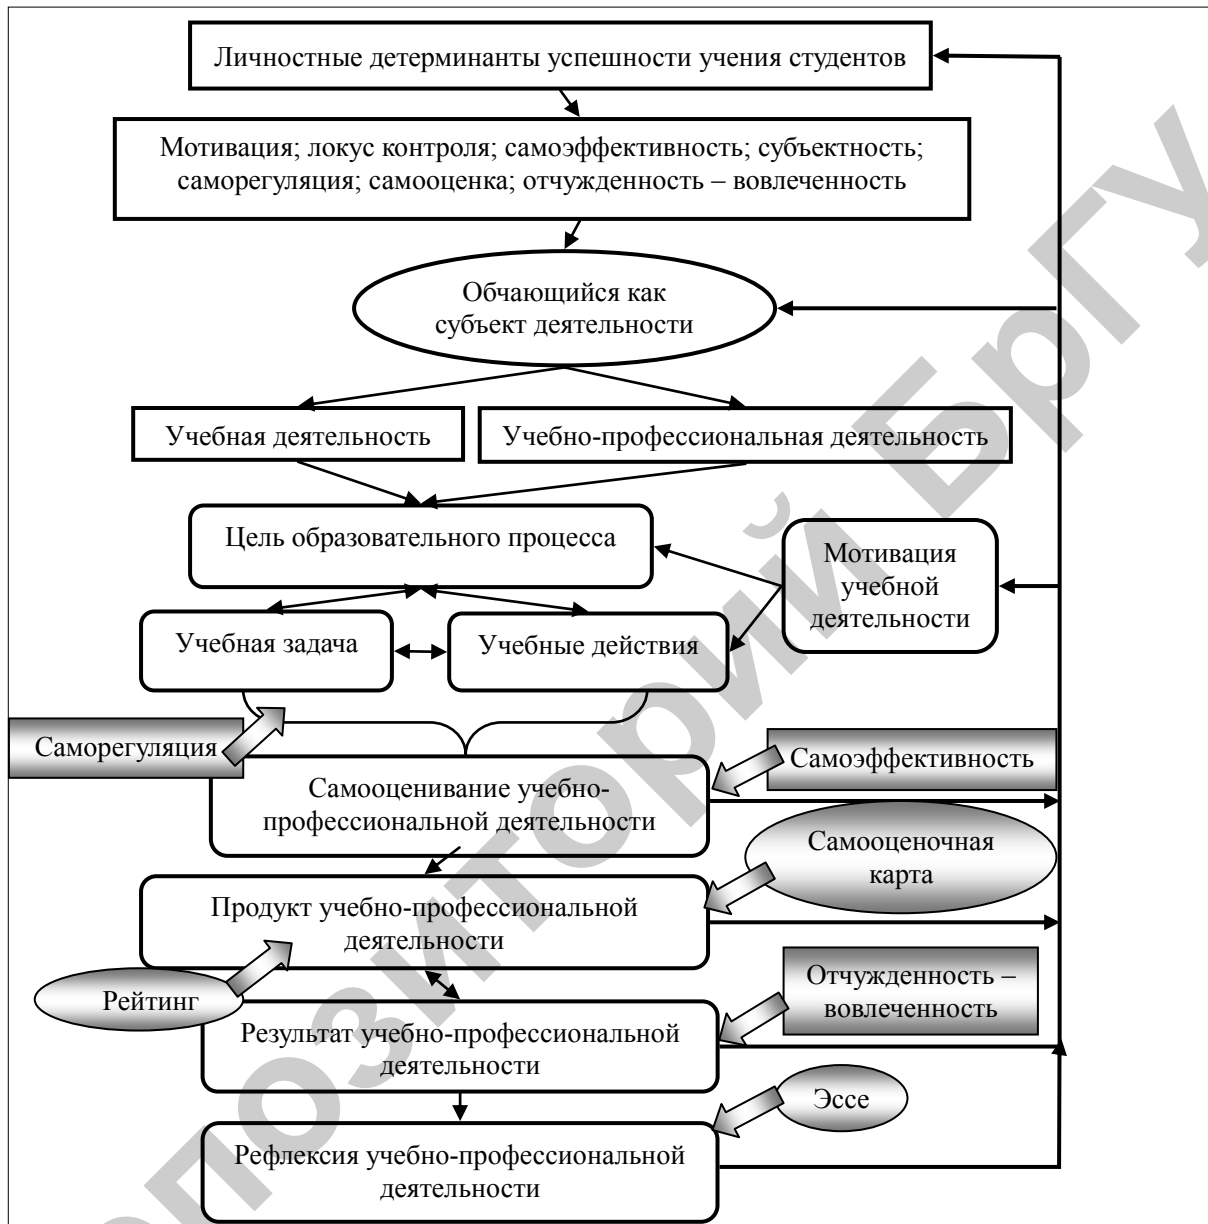 Личностные детерминанты успешности учения студентов
Мотивация; локус контроля; самоэффективность; субъектность;
саморегуляция; самооценка; отчужденность – вовлеченность
Обчающийся как
субъект деятельности
Учебная деятельность
Учебно-профессиональная деятельность
Цель образовательного процесса
Мотивация
учебной
деятельности
Учебная задача
Учебные действия
Саморегуляция
Самоэффективность
Самооценивание учебно-
профессиональной деятельности
Самооценочная
карта
Продукт учебно-профессиональной
деятельности
Рейтинг
Отчужденность –
вовлеченность
Результат учебно-профессиональной
деятельности
Эссе
Рефлексия учебно-профессиональной
деятельности
позиторий БрГУ